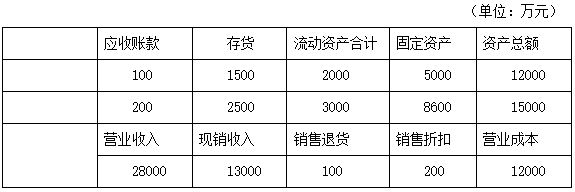 （单位：万元）
应收账款 存货 流动资产合计 固定资产 资产总额
100 1500 2000 5000 12000
200 2500 3000 8600 15000
营业收入 现销收入 销售退货 销售折扣 营业成本
28000 13000 100 200 12000